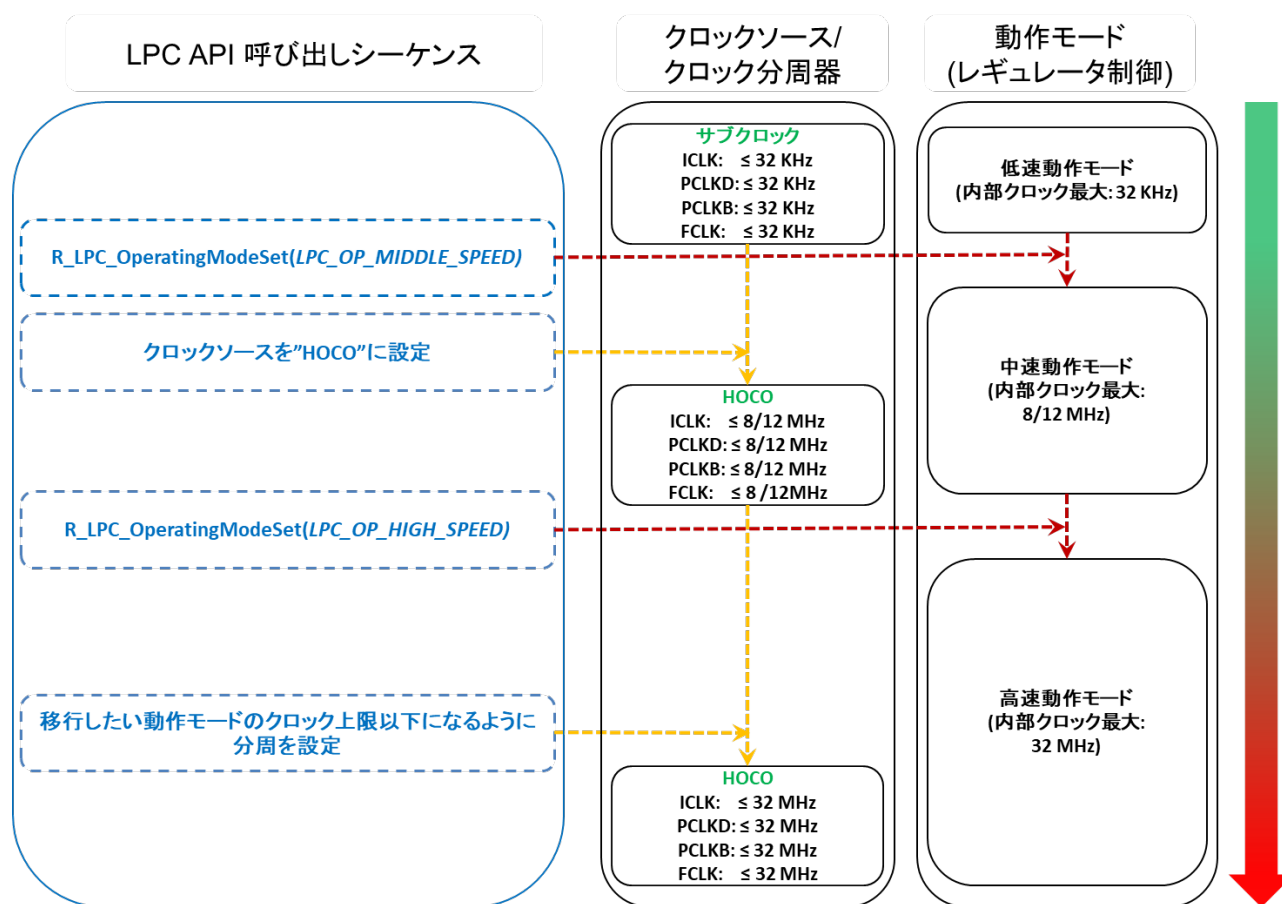 LPC API 呼び出しシーケンス
クロックソース/
クロック分周器
動作モード
(レギュレータ制御)
サブクロック
ICLK: ≤ 32 KHz
PCLKD: ≤ 32 KHz
PCLKB: ≤ 32 KHz
FCLK: ≤ 32 KHz
低速動作モード
(内部クロック最大: 32 KHz)
R_LPC_OperatingModeSet(LPC_OP_MIDDLE_SPEED)
クロックソースを”HOCO”に設定
中速動作モード
(内部クロック最大:
8/12 MHz)
HOCO
ICLK: ≤ 8/12 MHz
PCLKD: ≤ 8/12 MHz
PCLKB: ≤ 8/12 MHz
FCLK: ≤ 8 /12MHz
R_LPC_OperatingModeSet(LPC_OP_HIGH_SPEED)
移行したい動作モードのクロック上限以下になるように
分周を設定
高速動作モード
(内部クロック最大:
32 MHz)
HOCO
ICLK: ≤ 32 MHz
PCLKD: ≤ 32 MHz
PCLKB: ≤ 32 MHz
FCLK: ≤ 32 MHz